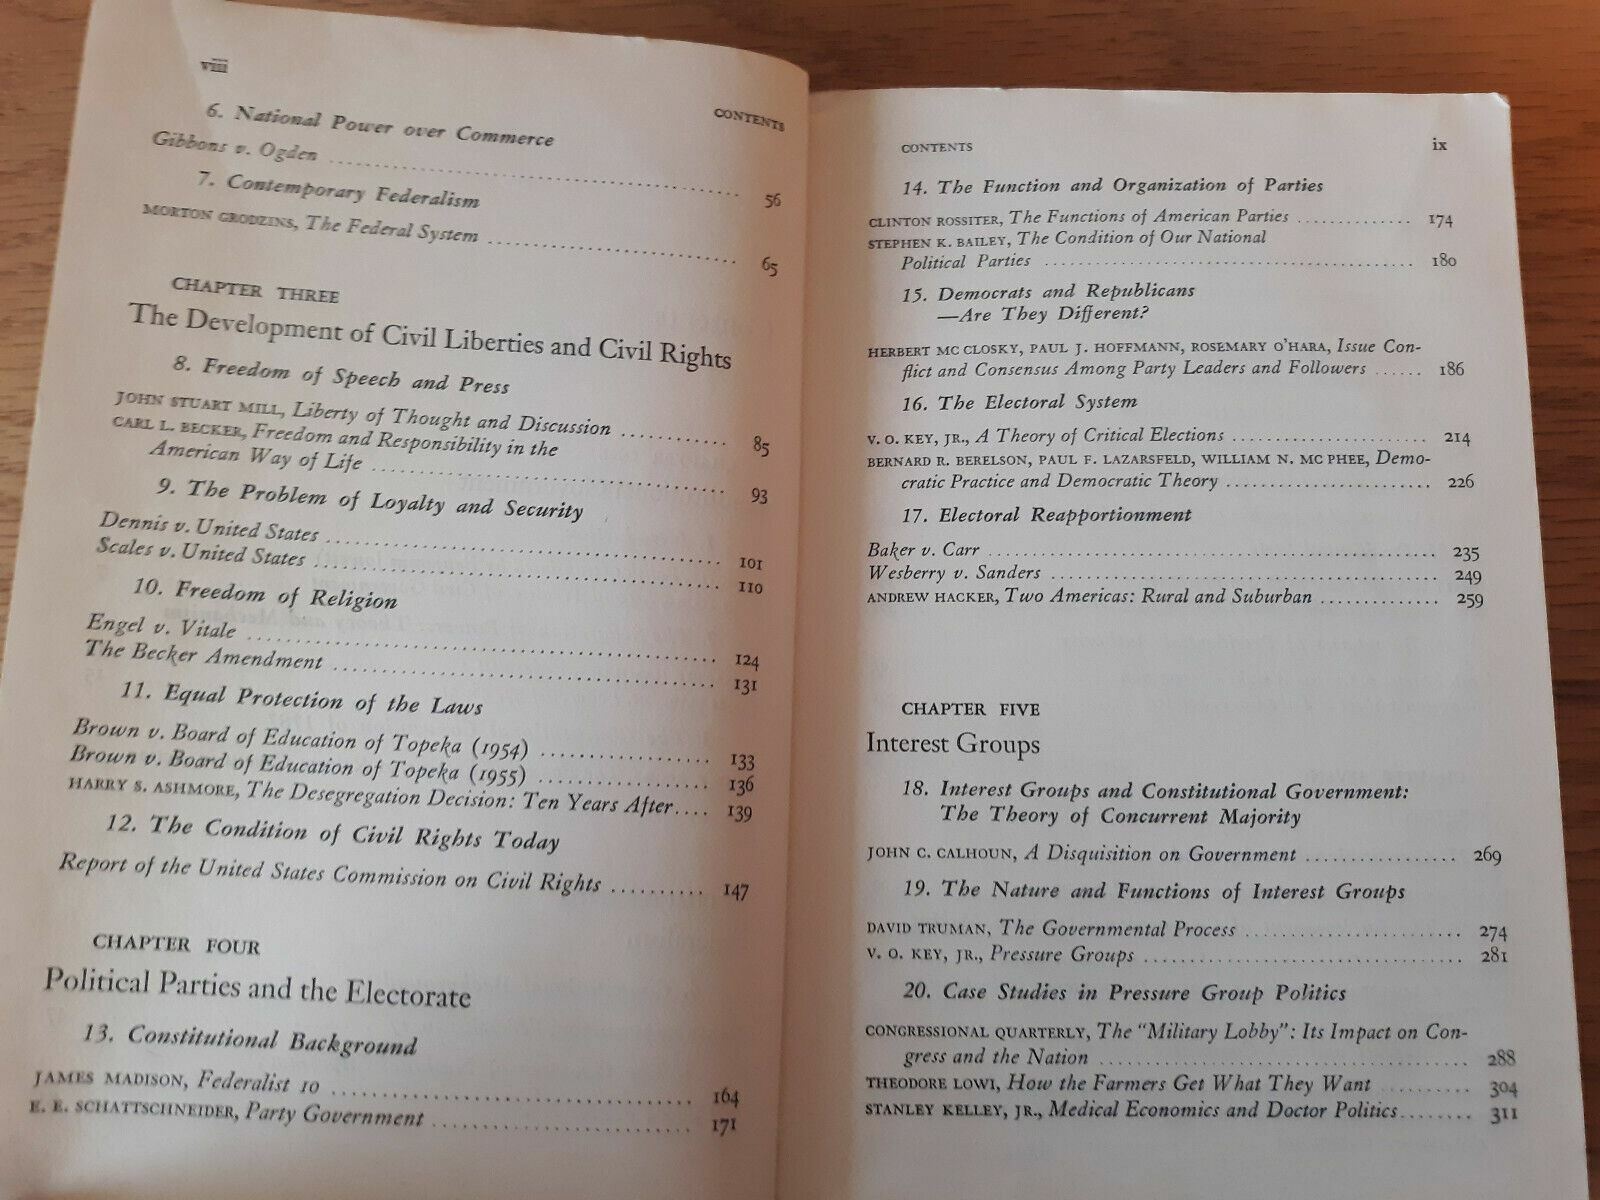 viii
CONTENTS
6. National Power over Commerce
Gibbons v. Ogden ........ 56
7. Contemporary Federalism
MORTON GRODZINS, The Federal System ........ 65
CHAPTER THREE
The Development of Civil Liberties and Civil Rights
8. Freedom of Speech and Press
JOHN STUART MILL, Liberty of Thought and Discussion ........ 85
CARL L. BECKER, Freedom and Responsibility in the
American Way of Life ........ 93
9. The Problem of Loyalty and Security
Dennis v. United States ........ 101
Scales v. United States ........ 110
10. Freedom of Religion
Engel v. Vitale ........ 124
The Becker Amendment ........ 131
11. Equal Protection of the Laws
Brown v. Board of Education of Topeka (1954) ........ 133
Brown v. Board of Education of Topeka (1955) ........ 136
HARRY S. ASHMORE, The Desegregation Decision: Ten Years After.... 139
12. The Condition of Civil Rights Today
Report of the United States Commission on Civil Rights ........ 147
CHAPTER FOUR
Political Parties and the Electorate
13. Constitutional Background
JAMES MADISON, Federalist 10 ........ 164
E. E. SCHATTSCHNEIDER, Party Government ........ 171
CONTENTS
ix
14. The Function and Organization of Parties
CLINTON ROSSITER, The Functions of American Parties ........ 174
STEPHEN K. BAILEY, The Condition of Our National
Political Parties ........ 180
15. Democrats and Republicans
—Are They Different?
HERBERT MC CLOSKY, PAUL J. HOFFMANN, ROSEMARY O'HARA, Issue Con-
flict and Consensus Among Party Leaders and Followers ...... 186
16. The Electoral System
V. O. KEY, JR., A Theory of Critical Elections ........ 214
BERNARD R. BERELSON, PAUL F. LAZARSFELD, WILLIAM N. MC PHEE, Demo-
cratic Practice and Democratic Theory ........ 226
17. Electoral Reapportionment
Baker v. Carr ........ 235
Wesberry v. Sanders ........ 249
ANDREW HACKER, Two Americas: Rural and Suburban ........ 259
CHAPTER FIVE
Interest Groups
18. Interest Groups and Constitutional Government:
The Theory of Concurrent Majority
JOHN C. CALHOUN, A Disquisition on Government ........ 269
19. The Nature and Functions of Interest Groups
DAVID TRUMAN, The Governmental Process ........ 274
V. O. KEY, JR., Pressure Groups ........ 281
20. Case Studies in Pressure Group Politics
CONGRESSIONAL QUARTERLY, The "Military Lobby": Its Impact on Con-
gress and the Nation ........ 288
THEODORE LOWI, How the Farmers Get What They Want ........ 304
STANLEY KELLEY, JR., Medical Economics and Doctor Politics........ 311